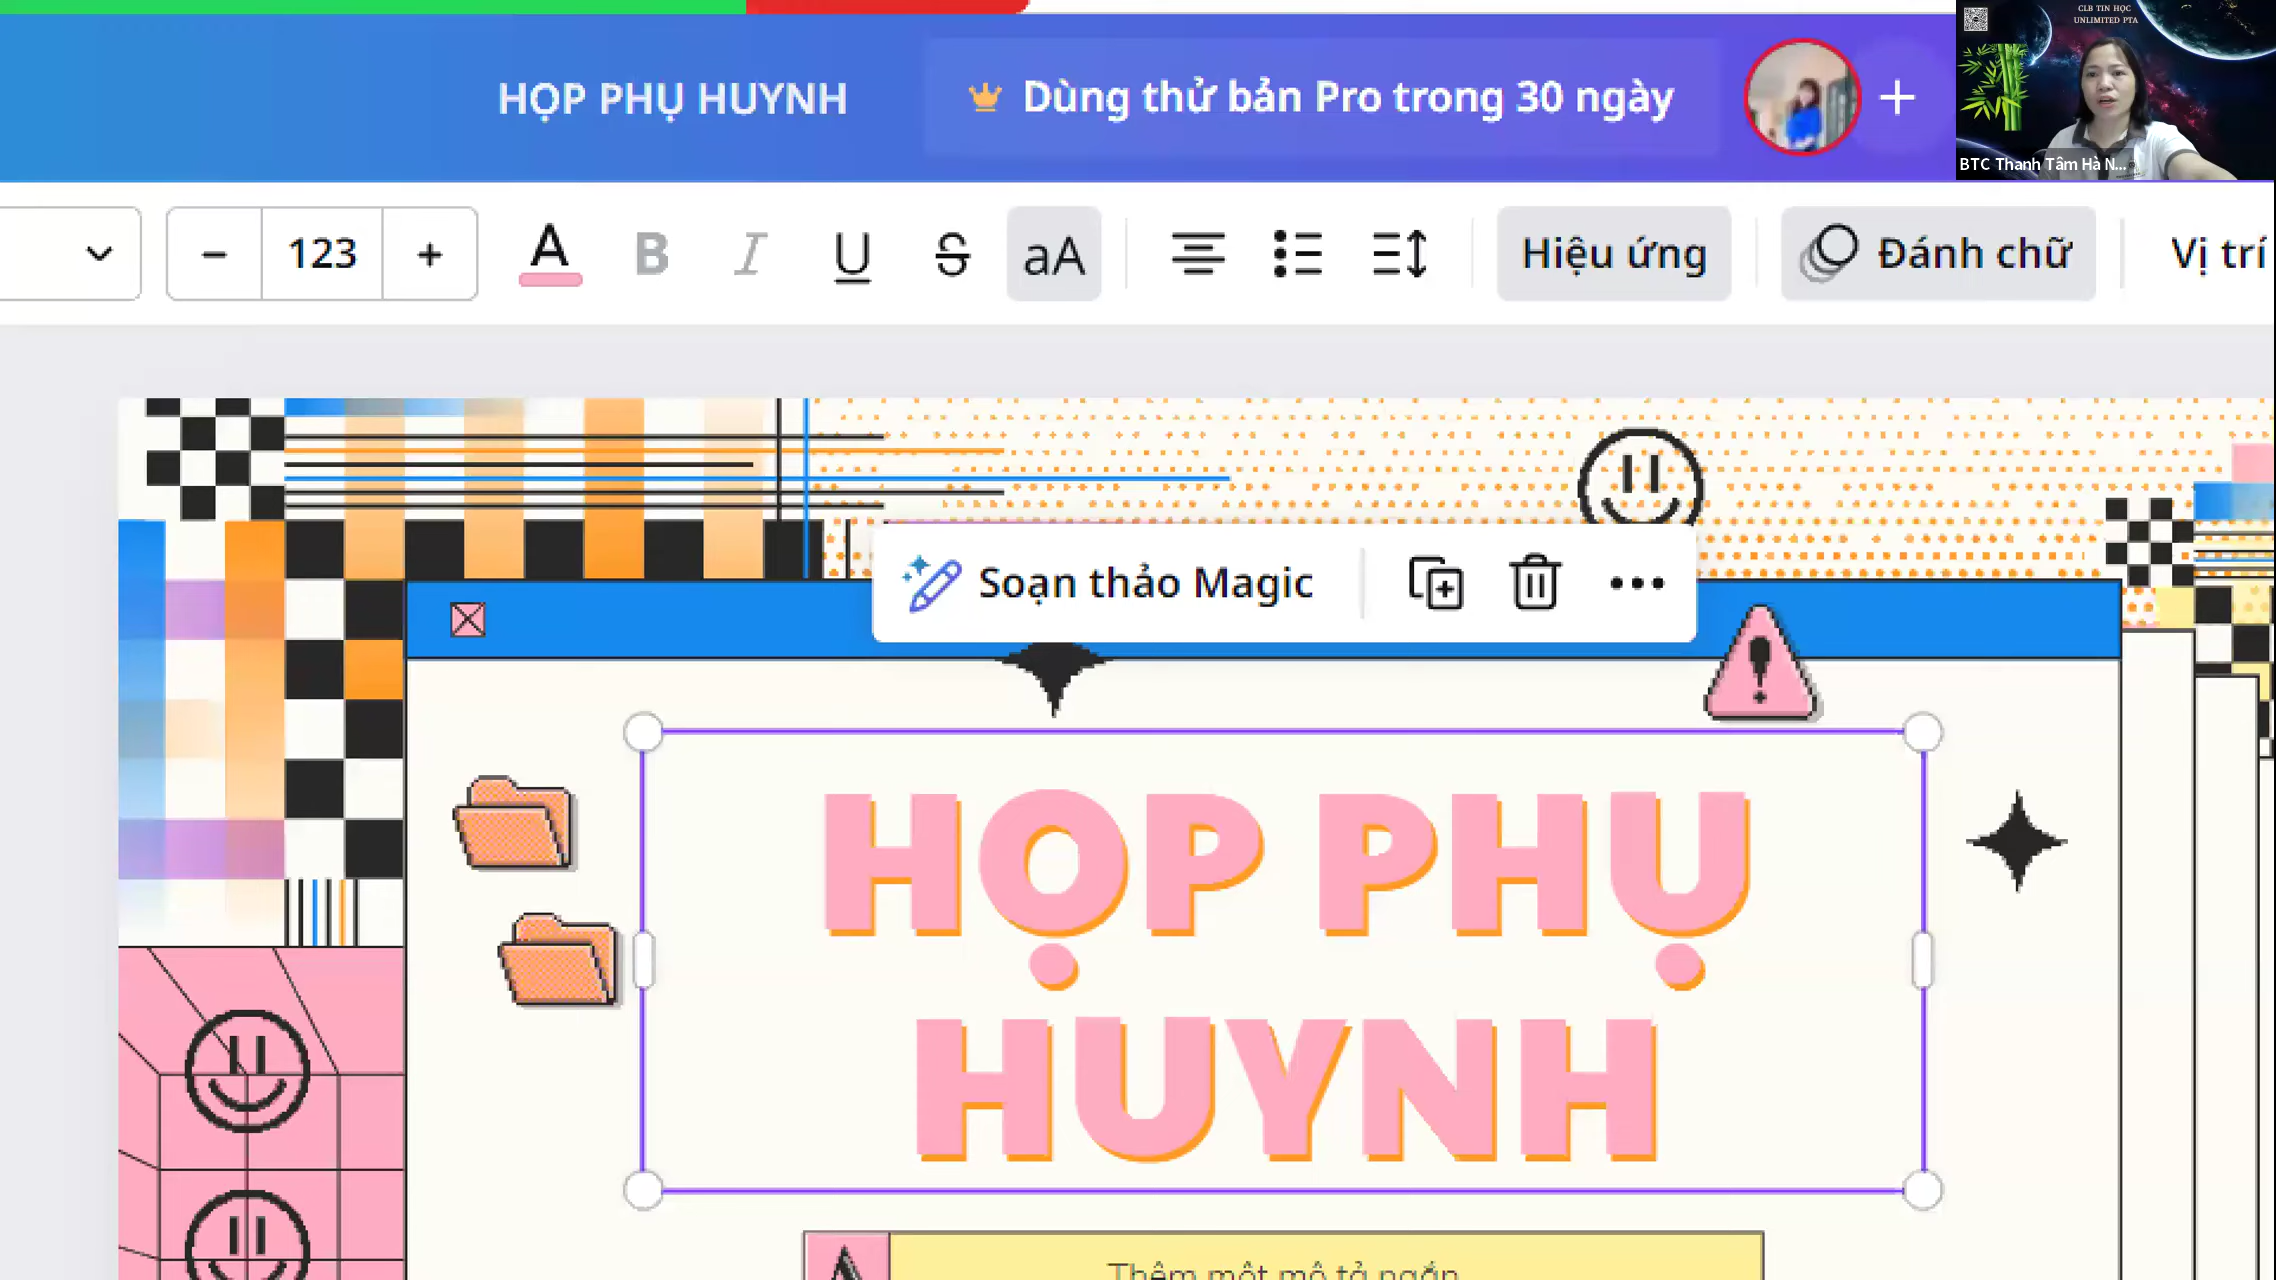 CLB TIN HỌC
UNLIMITED PTA
HỌP PHỤ HUYNH
Dùng thử bản Pro trong 30 ngày
BTC Thanh Tâm Hà N...
123
A
B
I
U
S
aA
Hiệu ứng
Đánh chữ
Vị trí
Soạn thảo Magic
HỌP PHỤ
HUYNH
Thêm một mô tả ngắn